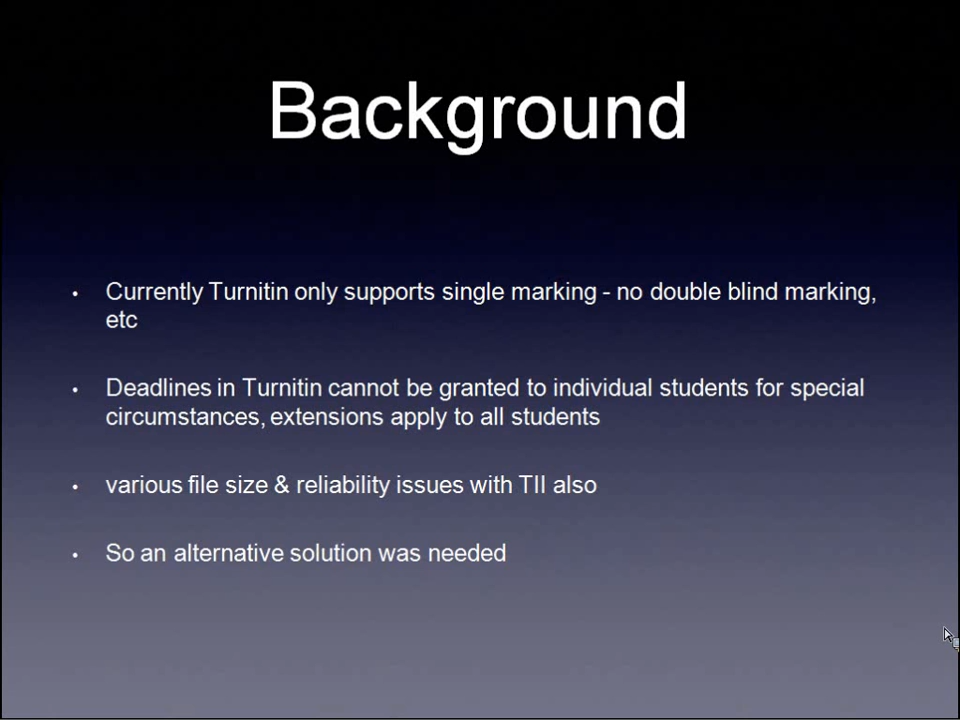 Background
• Currently Turnitin only supports single marking - no double blind marking,
etc
• Deadlines in Turnitin cannot be granted to individual students for special
circumstances, extensions apply to all students
• various file size & reliability issues with TII also
• So an alternative solution was needed